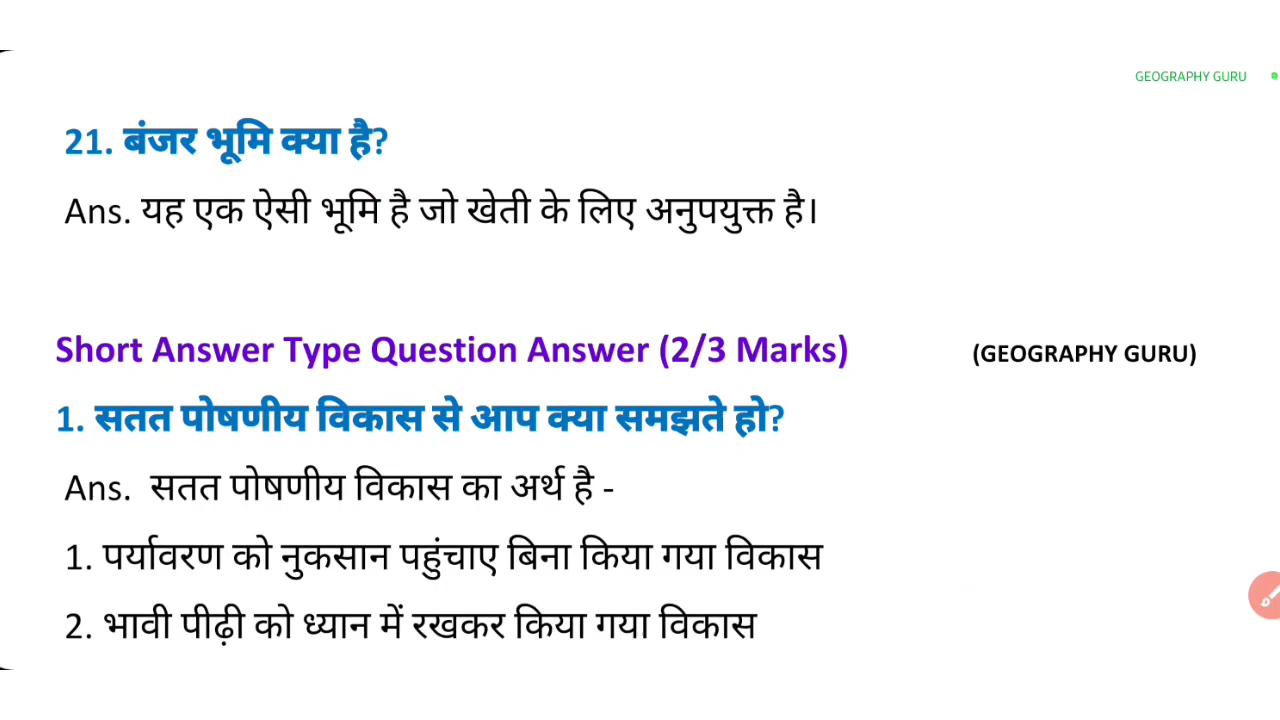 GEOGRAPHY GURU
21. बंजर भूमि क्या है?
Ans. यह एक ऐसी भूमि है जो खेती के लिए अनुपयुक्त है।
Short Answer Type Question Answer (2/3 Marks) (GEOGRAPHY GURU)
1. सतत पोषणीय विकास से आप क्या समझते हो?
Ans. सतत पोषणीय विकास का अर्थ है -
1. पर्यावरण को नुकसान पहुंचाए बिना किया गया विकास
2. भावी पीढ़ी को ध्यान में रखकर किया गया विकास